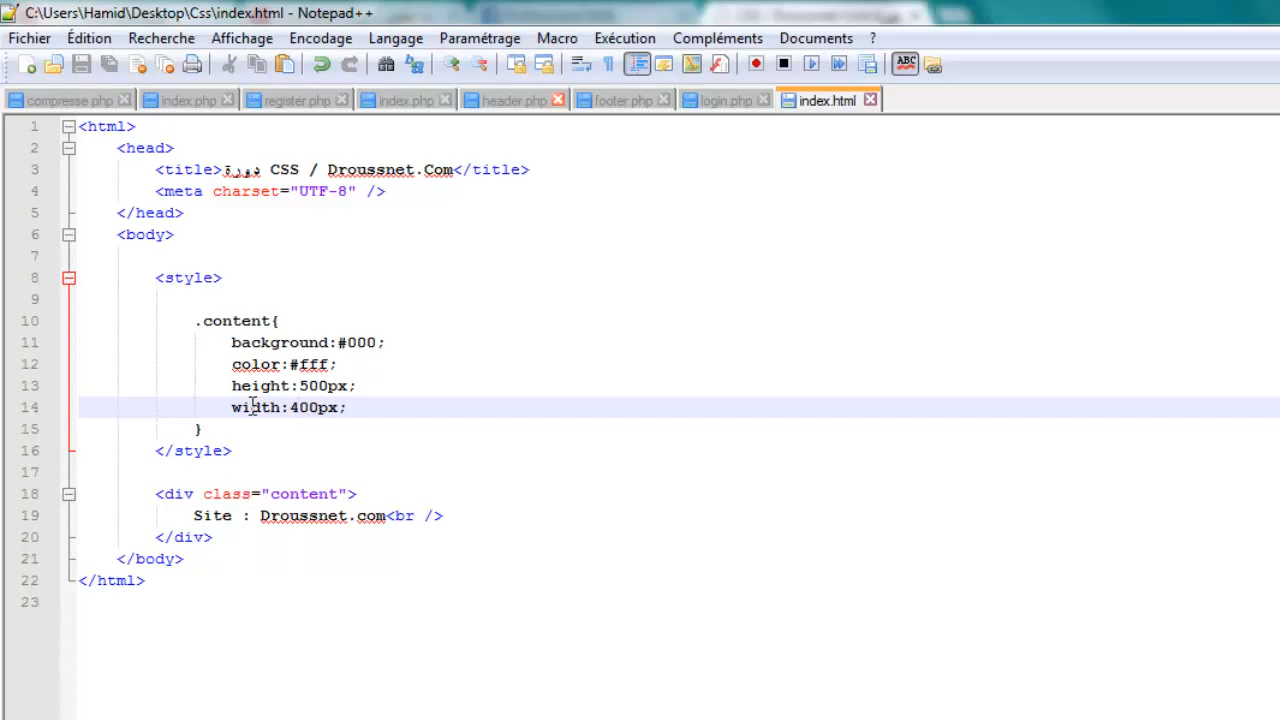 C:\Users\Hamid\Desktop\Css\index.html - Notepad++
Fichier Édition Recherche Affichage Encodage Langage Paramétrage Macro Exécution Compléments Documents ?
ABC
compresse.php index.php register.php index.php header.php footer.php login.php index.html
1 <html>
2 <head>
3 <title>دورة CSS / Droussnet.Com</title>
4 <meta charset="UTF-8" />
5 </head>
6 <body>
7
8 <style>
9
10 .content{
11 background:#000;
12 color:#fff;
13 height:500px;
14 width:400px;
15 }
16 </style>
17
18 <div class="content">
19 Site : Droussnet.com<br />
20 </div>
21 </body>
22 </html>
23